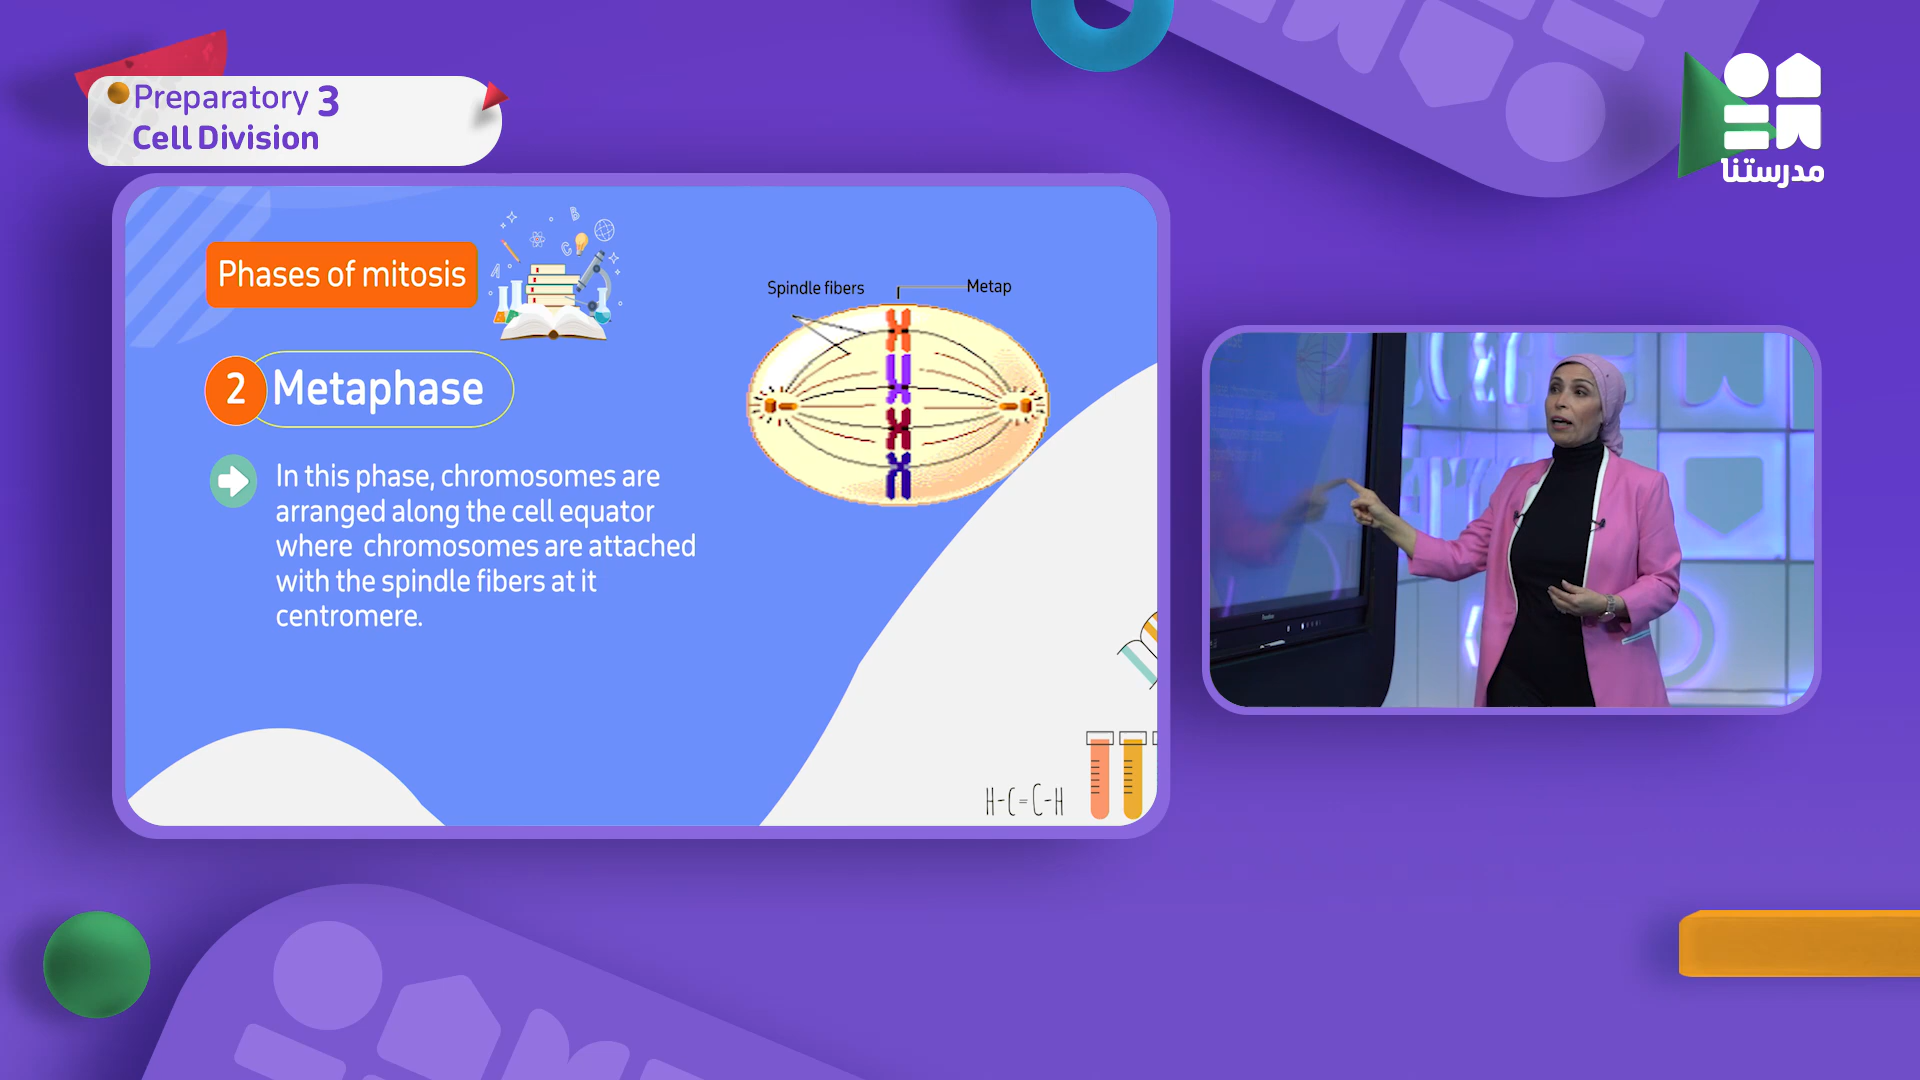 Preparatory 3
Cell Division
مدرستنا
Phases of mitosis
2 Metaphase
In this phase, chromosomes are
arranged along the cell equator
where chromosomes are attached
with the spindle fibers at it
centromere.
Spindle fibers
Metap
H-C=C-H